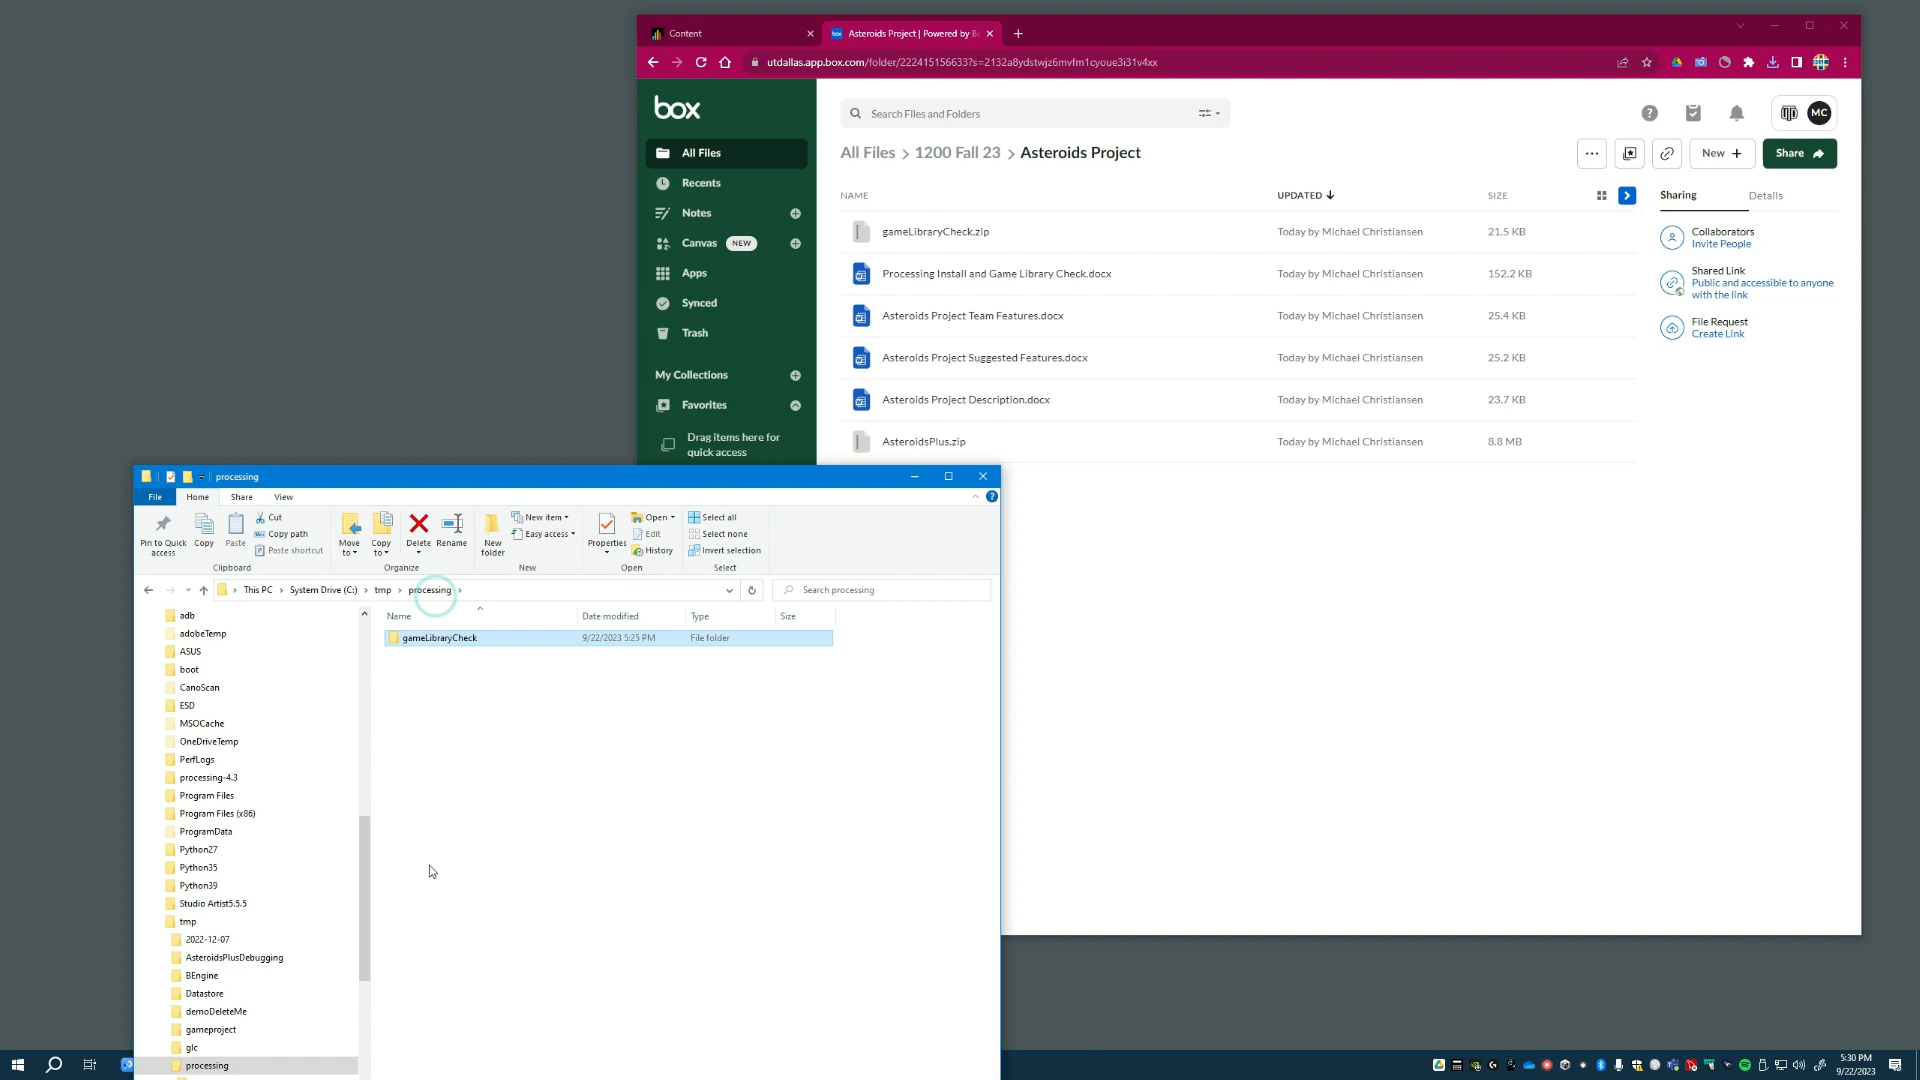 Content
Asteroids Project | Powered by B
utdallas.app.box.com/folder/222415156633?s=2132a8ydstwjz6mvfm1cyoue3i31v4xx
box
Search Files and Folders
MC
All Files
Recents
Notes
Canvas NEW
Apps
Synced
Trash
My Collections
Favorites
Drag items here for
quick access
All Files > 1200 Fall 23 > Asteroids Project
New +
Share
NAME UPDATED SIZE
gameLibraryCheck.zip Today by Michael Christiansen 21.5 KB
Processing Install and Game Library Check.docx Today by Michael Christiansen 152.2 KB
Asteroids Project Team Features.docx Today by Michael Christiansen 25.4 KB
Asteroids Project Suggested Features.docx Today by Michael Christiansen 25.2 KB
Asteroids Project Description.docx Today by Michael Christiansen 23.7 KB
AsteroidsPlus.zip Today by Michael Christiansen 8.8 MB
Sharing Details
Collaborators
Invite People
Shared Link
Public and accessible to anyone
with the link
File Request
Create Link
processing
File Home Share View
Pin to Quick
access
Copy
Paste
Cut
Copy path
Paste shortcut
Clipboard
Move
to
Copy
to
Delete
Rename
Organize
New
folder
New item
Easy access
New
Properties
Open
Edit
History
Open
Select all
Select none
Invert selection
Select
This PC > System Drive (C:) > tmp > processing >
Search processing
Name Date modified Type Size
gameLibraryCheck 9/22/2023 5:25 PM File folder
adb
adobeTemp
ASUS
boot
CanoScan
ESD
MSOCache
OneDriveTemp
PerfLogs
processing-4.3
Program Files
Program Files (x86)
ProgramData
Python27
Python35
Python39
Studio Artist5.5.5
tmp
2022-12-07
AsteroidsPlusDebugging
BEngine
Datastore
demoDeleteMe
gameproject
glc
processing
5:30 PM
9/22/2023